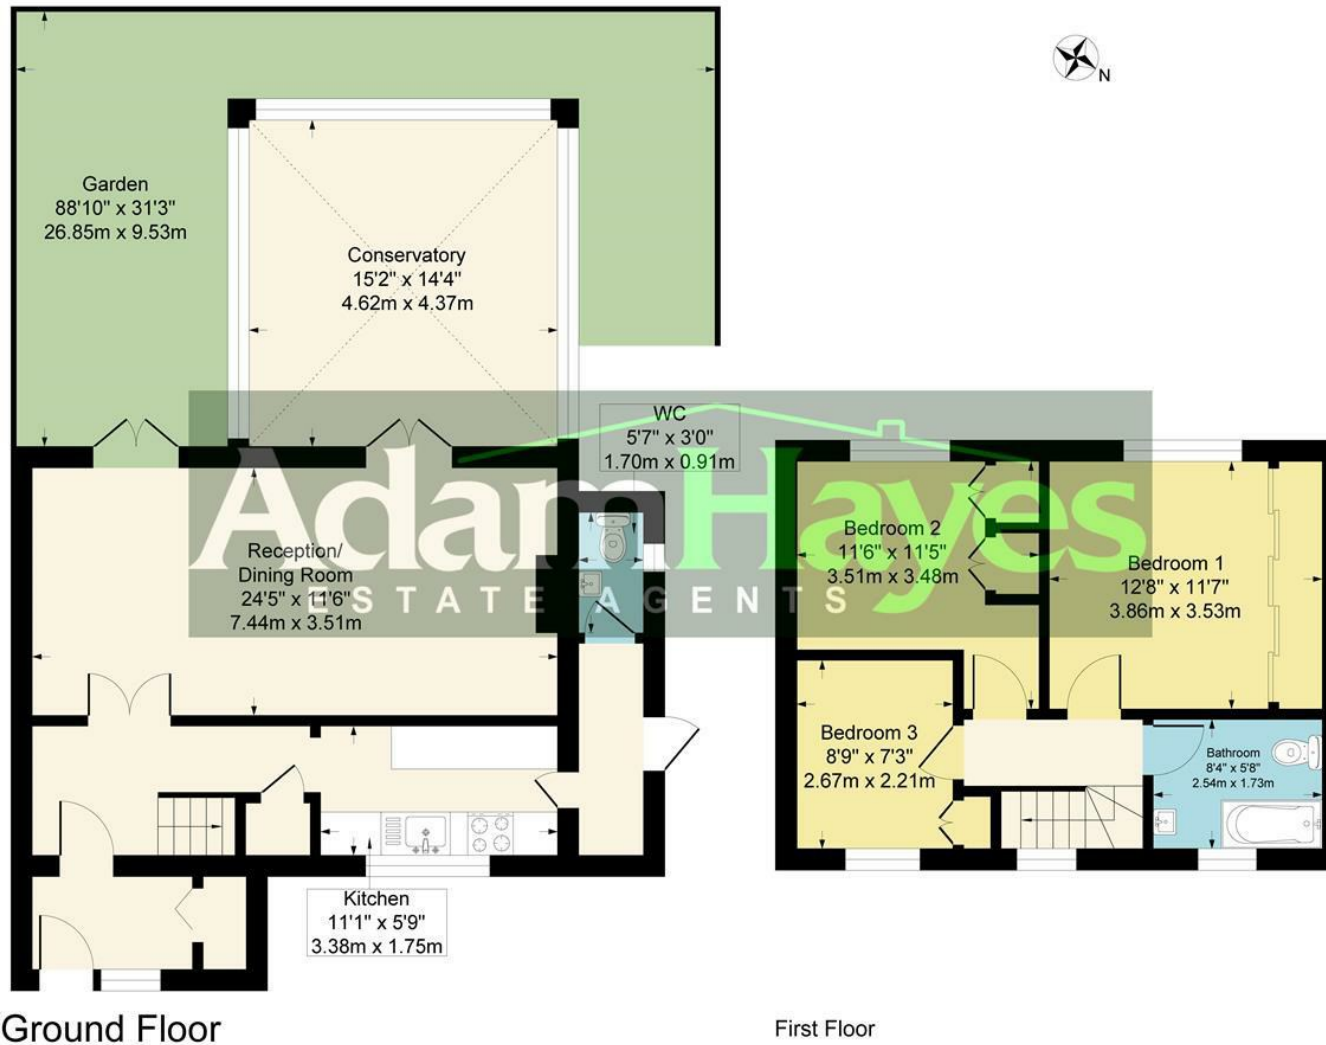 N
Garden
88'10" x 31'3"
26.85m x 9.53m
Conservatory
15'2" x 14'4"
4.62m x 4.37m
WC
5'7" x 3'0"
1.70m x 0.91m
AdamHayes
ESTATE AGENTS
Reception/
Dining Room
24'5" x 11'6"
7.44m x 3.51m
Bedroom 2
11'6" x 11'5"
3.51m x 3.48m
Bedroom 1
12'8" x 11'7"
3.86m x 3.53m
Bedroom 3
8'9" x 7'3"
2.67m x 2.21m
Bathroom
8'4" x 5'8"
2.54m x 1.73m
Kitchen
11'1" x 5'9"
3.38m x 1.75m
Ground Floor
First Floor